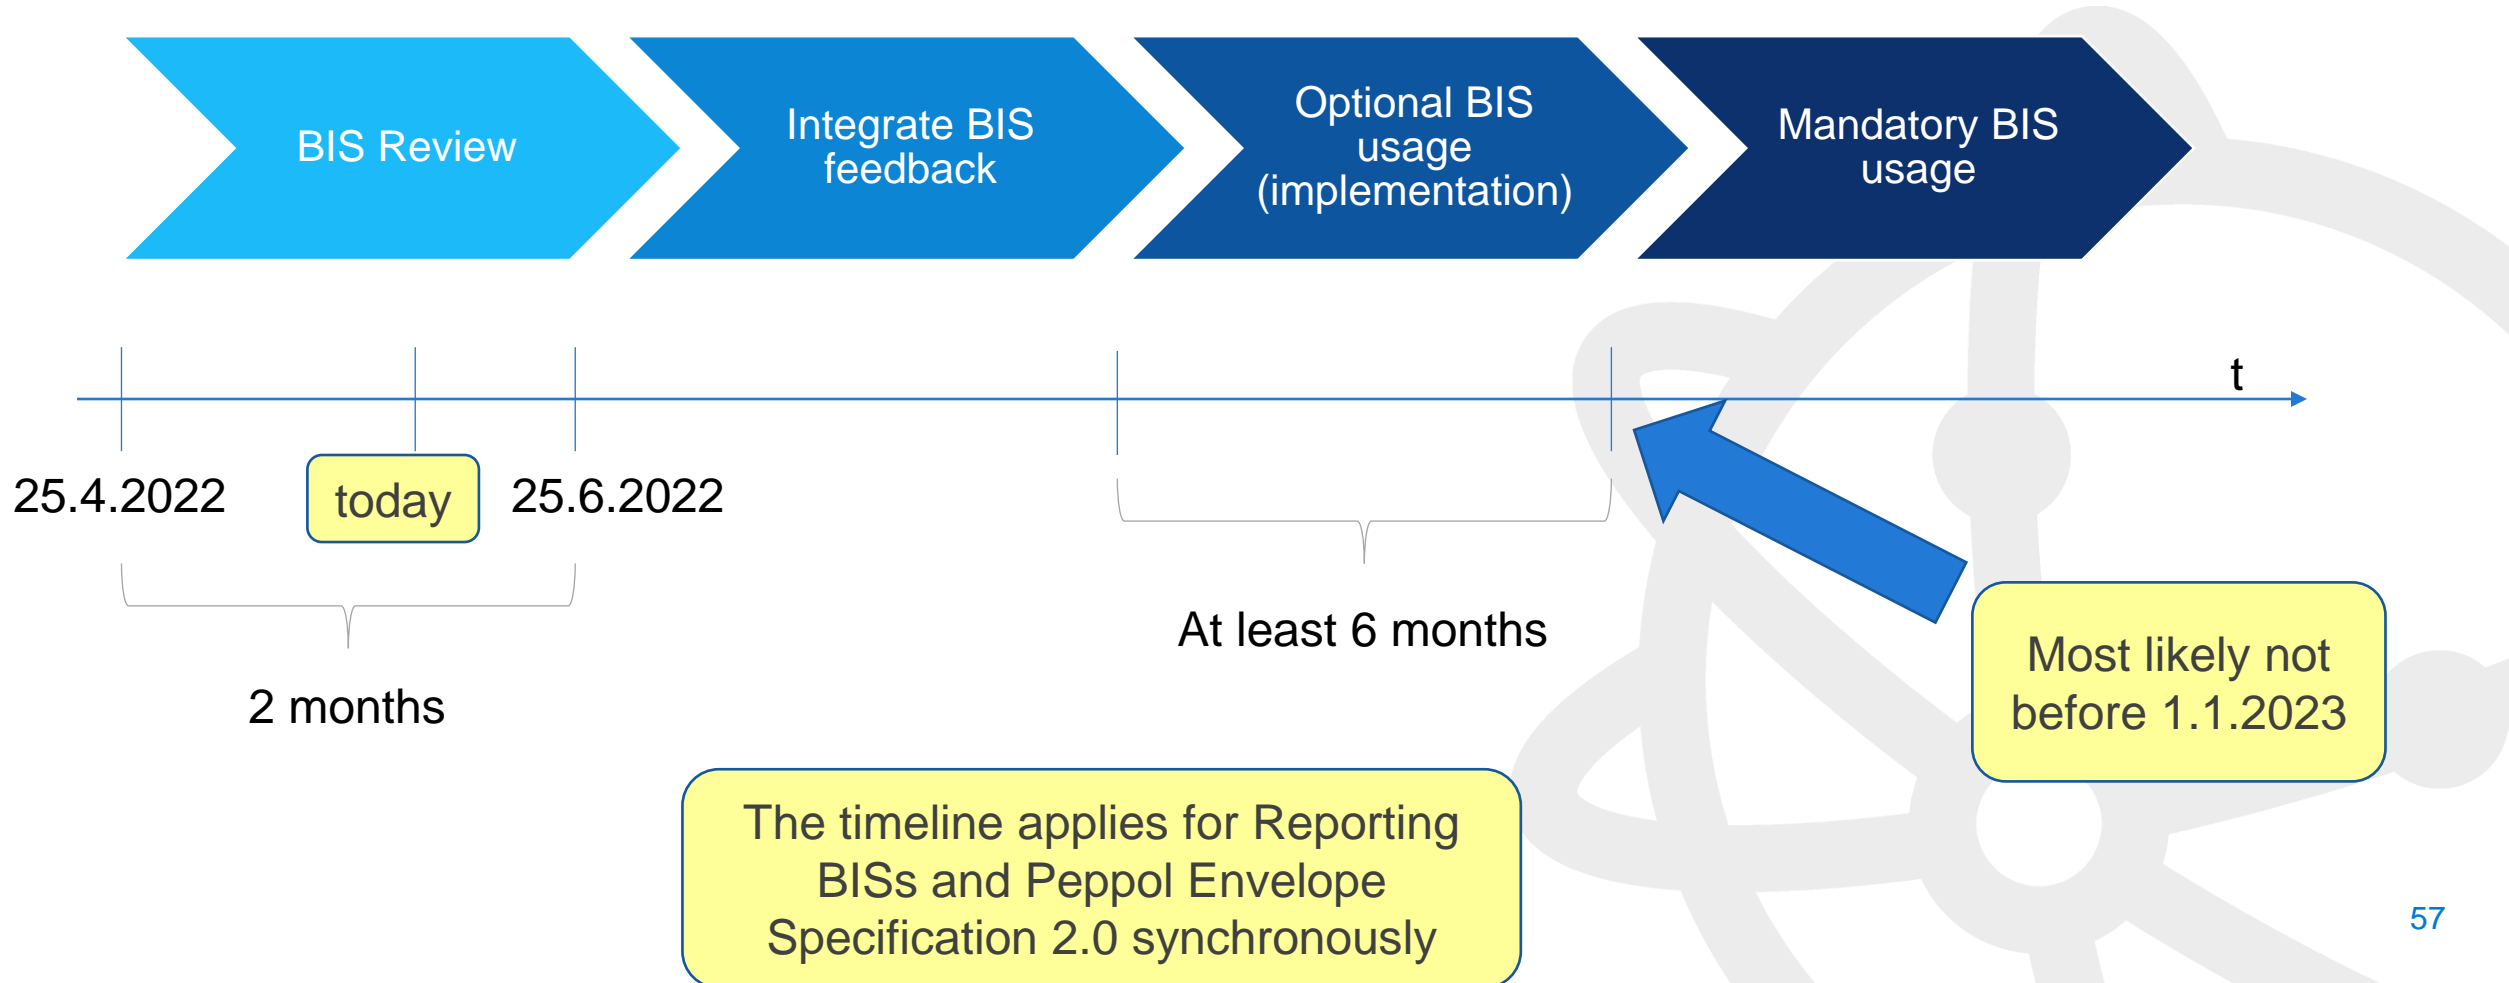 BIS Review
Integrate BIS
feedback
Optional BIS
usage
(implementation)
Mandatory BIS
usage
t
25.4.2022
today
25.6.2022
2 months
At least 6 months
Most likely not
before 1.1.2023
The timeline applies for Reporting
BISs and Peppol Envelope
Specification 2.0 synchronously
57